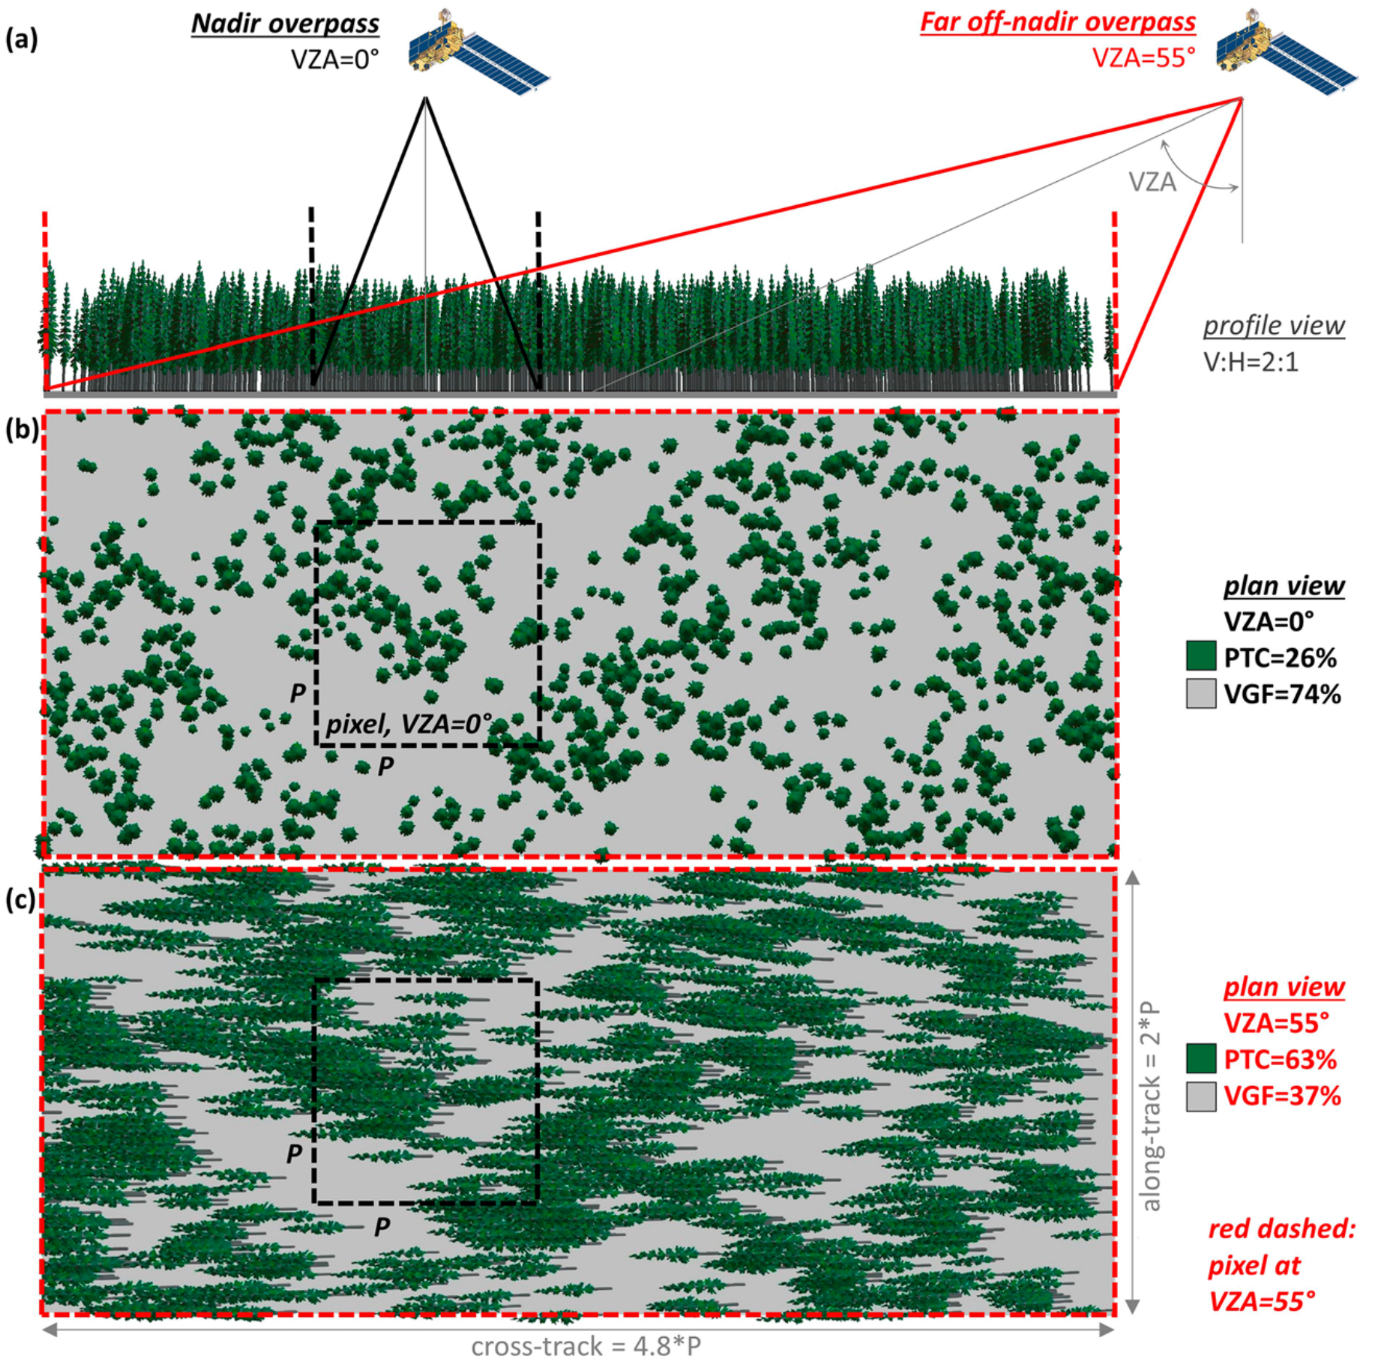 (a)
Nadir overpass
VZA=0°
Far off-nadir overpass
VZA=55°
VZA
profile view
V:H=2:1
(b)
plan view
VZA=0°
PTC=26%
VGF=74%
P
pixel, VZA=0°
P
(c)
plan view
VZA=55°
PTC=63%
VGF=37%
P
P
along-track = 2*P
red dashed:
pixel at
VZA=55°
cross-track = 4.8*P